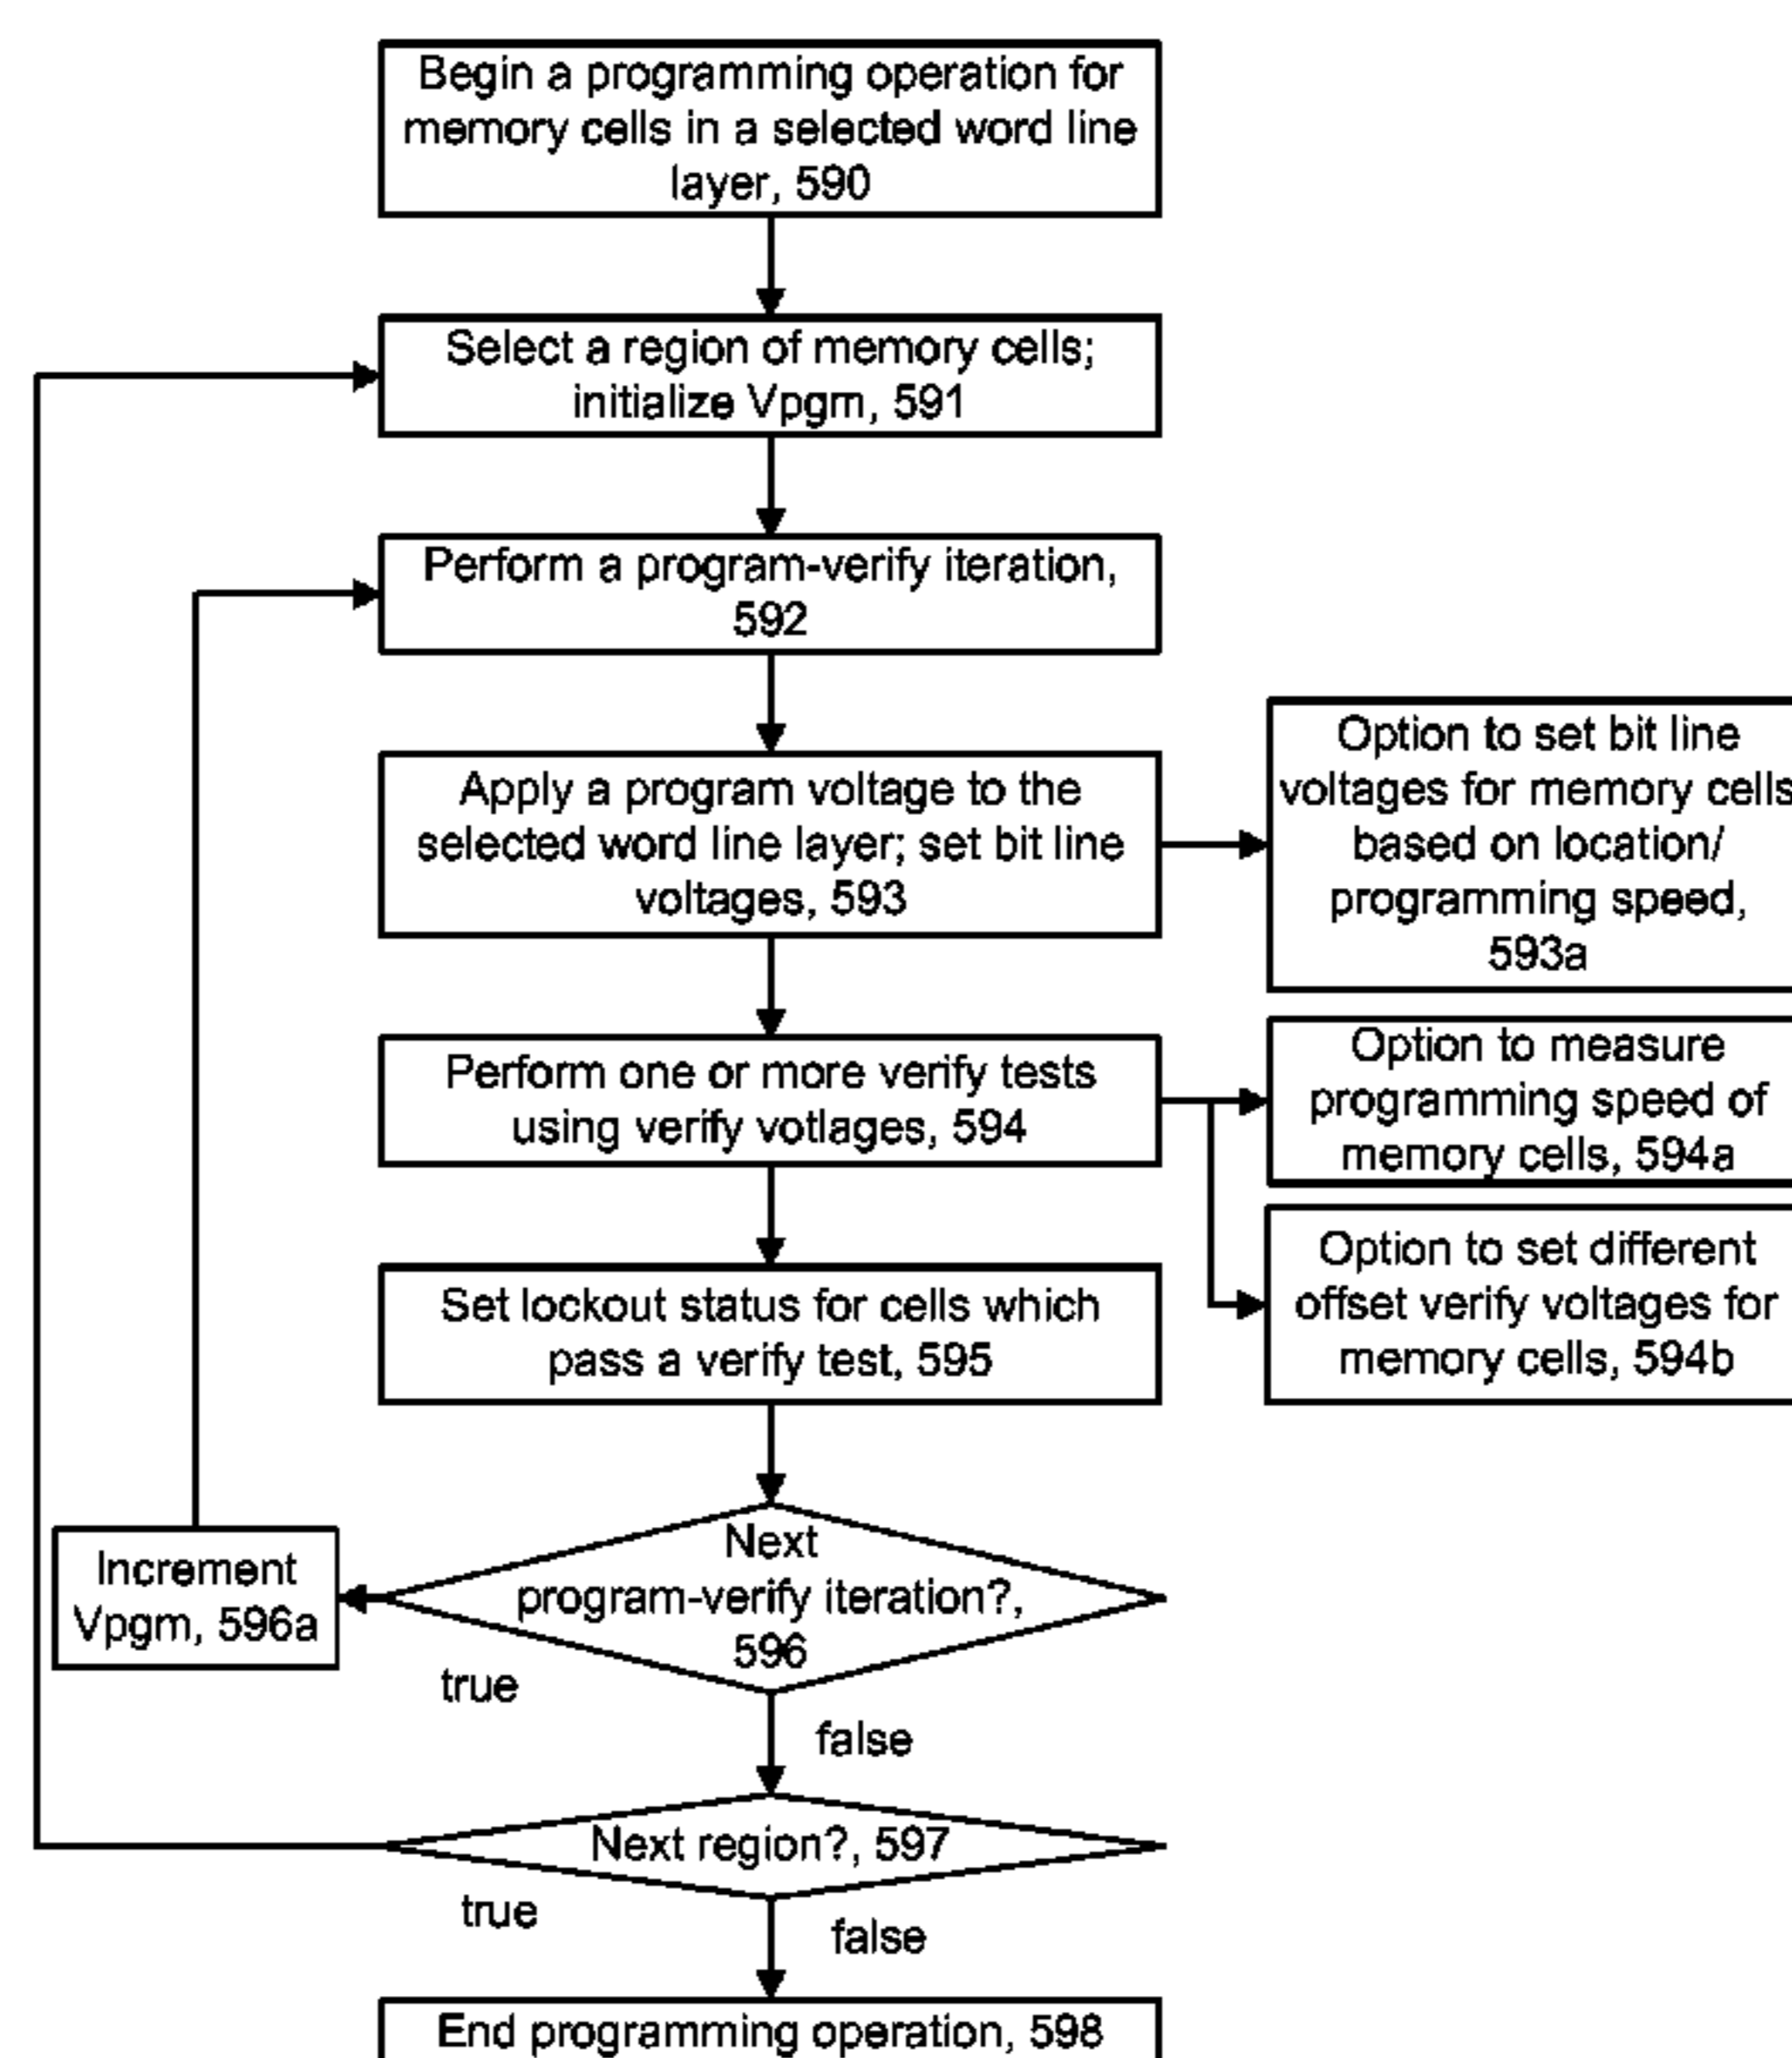 Begin a programming operation for
memory cells in a selected word line
layer, 590
Select a region of memory cells;
initialize Vpgm, 591
Perform a program-verify iteration,
592
Apply a program voltage to the
selected word line layer; set bit line
voltages, 593
Option to set bit line
voltages for memory cells
based on location/
programming speed,
593a
Perform one or more verify tests
using verify votlages, 594
Option to measure
programming speed of
memory cells, 594a
Option to set different
offset verify voltages for
memory cells, 594b
Set lockout status for cells which
pass a verify test, 595
Next
program-verify iteration?,
596
Increment
Vpgm, 596a
true
false
Next region?, 597
true
false
End programming operation, 598